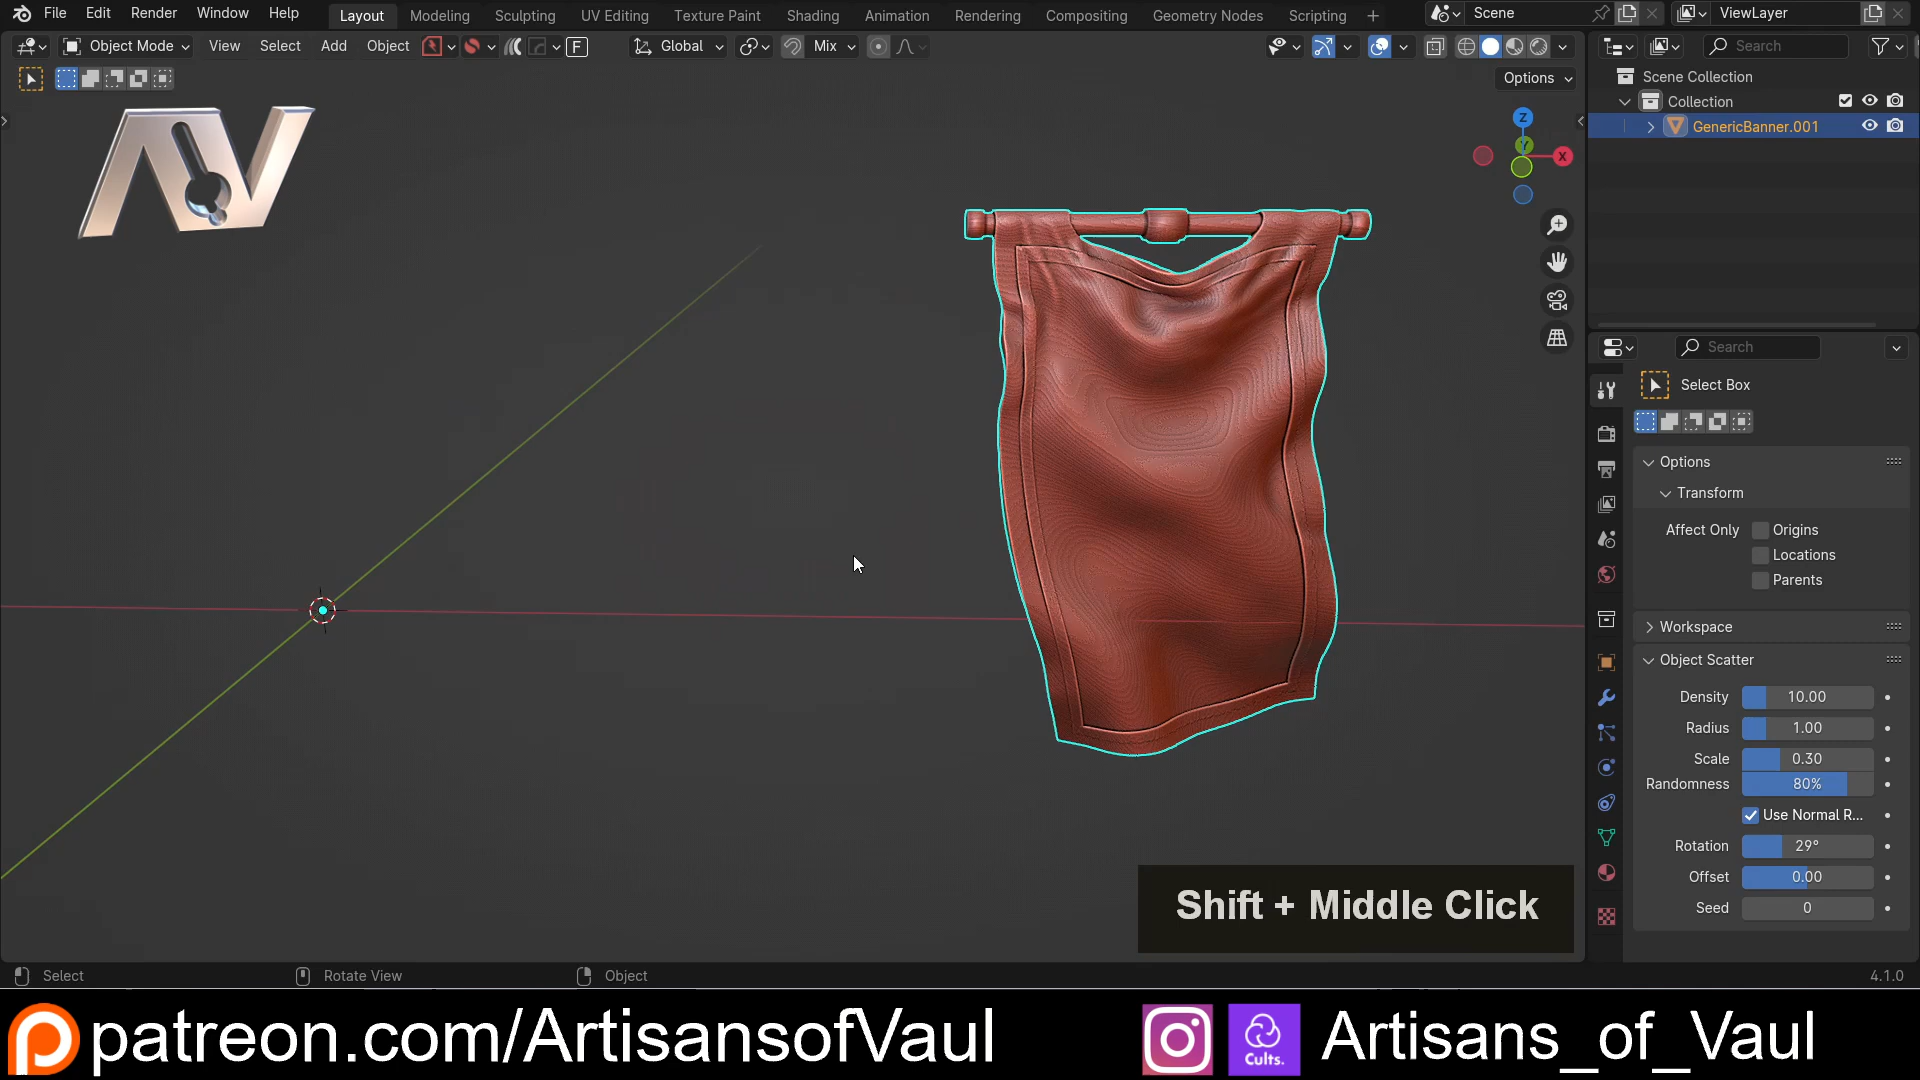 File Edit Render Window Help Layout Modeling Sculpting UV Editing Texture Paint Shading Animation Rendering Compositing Geometry Nodes Scripting + Scene ViewLayer
Object Mode View Select Add Object F Global Mix Search
Options
Scene Collection
Collection
GenericBanner.001
Z
Y
X
Search
Select Box
Options
Transform
Affect Only Origins
Locations
Parents
Workspace
Object Scatter
Density 10.00
Radius 1.00
Scale 0.30
Randomness 80%
Use Normal R...
Rotation 29°
Offset 0.00
Seed 0
Shift + Middle Click
Select Rotate View Object 4.1.0
patreon.com/ArtisansofVaul Cults. Artisans_of_Vaul